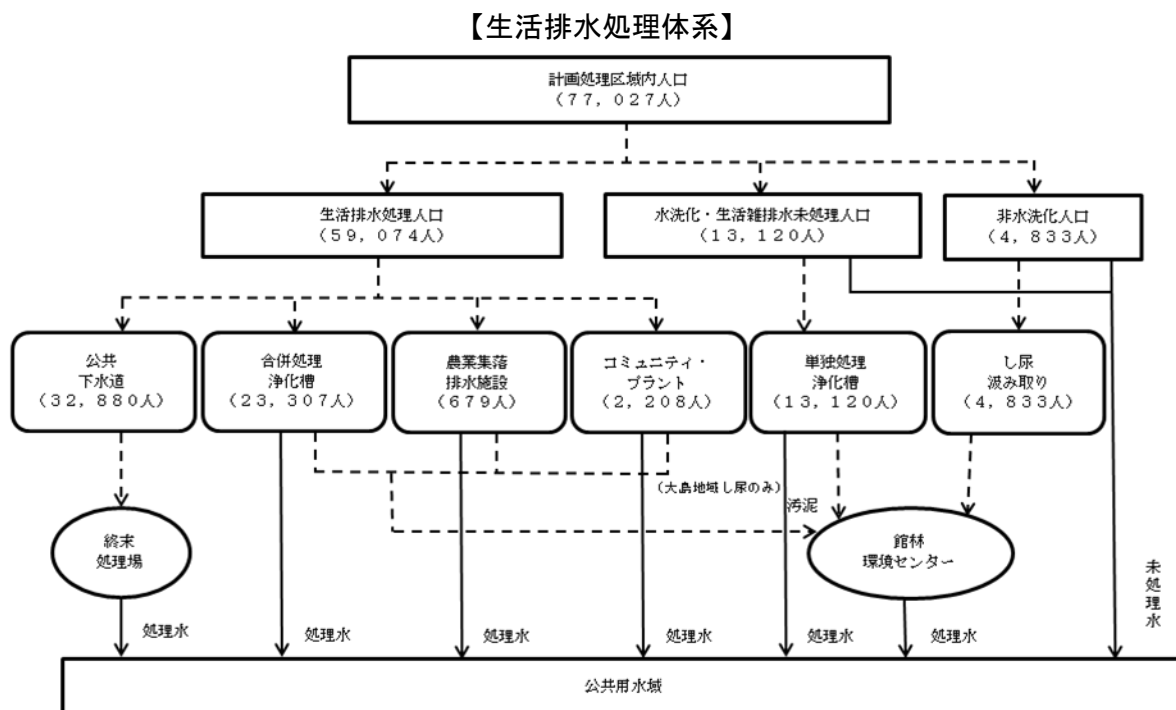 【生活排水処理体系】
計画処理区域内人口
（７７，０２７人）
生活排水処理人口
（５９，０７４人）
水洗化・生活雑排水未処理人口
（１３，１２０人）
非水洗化人口
（４，８３３人）
公共
下水道
（３２，８８０人）
合併処理
浄化槽
（２３，３０７人）
農業集落
排水施設
（６７９人）
コミュニティ・
プラント
（２，２０８人）
単独処理
浄化槽
（１３，１２０人）
し尿
汲み取り
（４，８３３人）
（大島地域し尿のみ）
汚泥
終末
処理場
館林
環境センター
未処理水
処理水
処理水
処理水
処理水
処理水
処理水
公共用水域